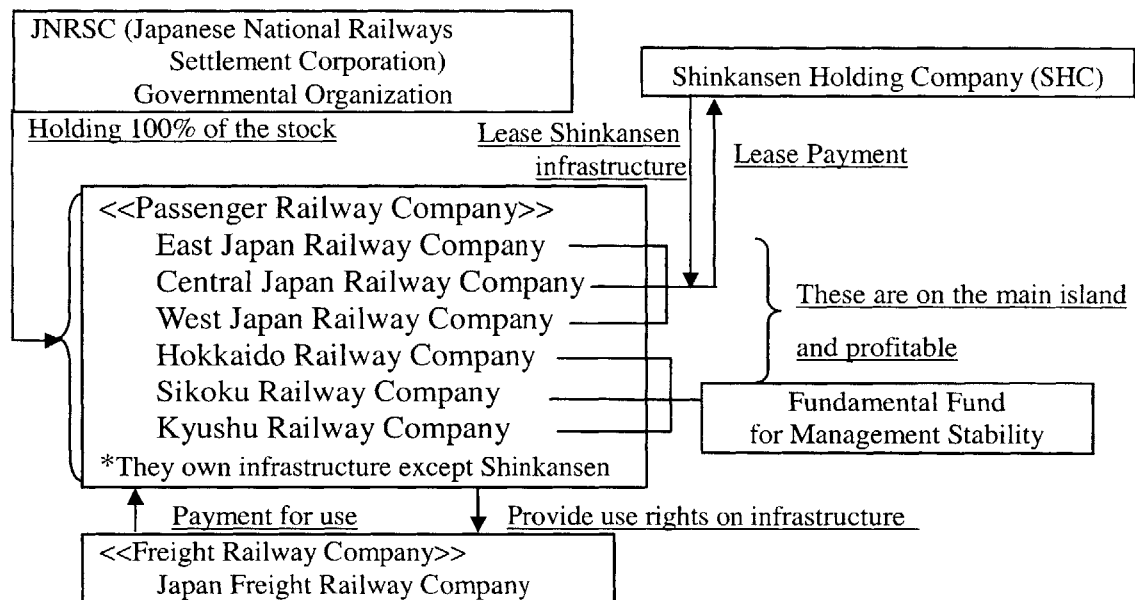 JNRSC (Japanese National Railways
Settlement Corporation)
Governmental Organization
Holding 100% of the stock
Shinkansen Holding Company (SHC)
Lease Shinkansen
infrastructure
Lease Payment
<<Passenger Railway Company>>
East Japan Railway Company
Central Japan Railway Company
West Japan Railway Company
Hokkaido Railway Company
Sikoku Railway Company
Kyushu Railway Company
*They own infrastructure except Shinkansen
These are on the main island
and profitable
Fundamental Fund
for Management Stability
Payment for use
Provide use rights on infrastructure
<<Freight Railway Company>>
Japan Freight Railway Company